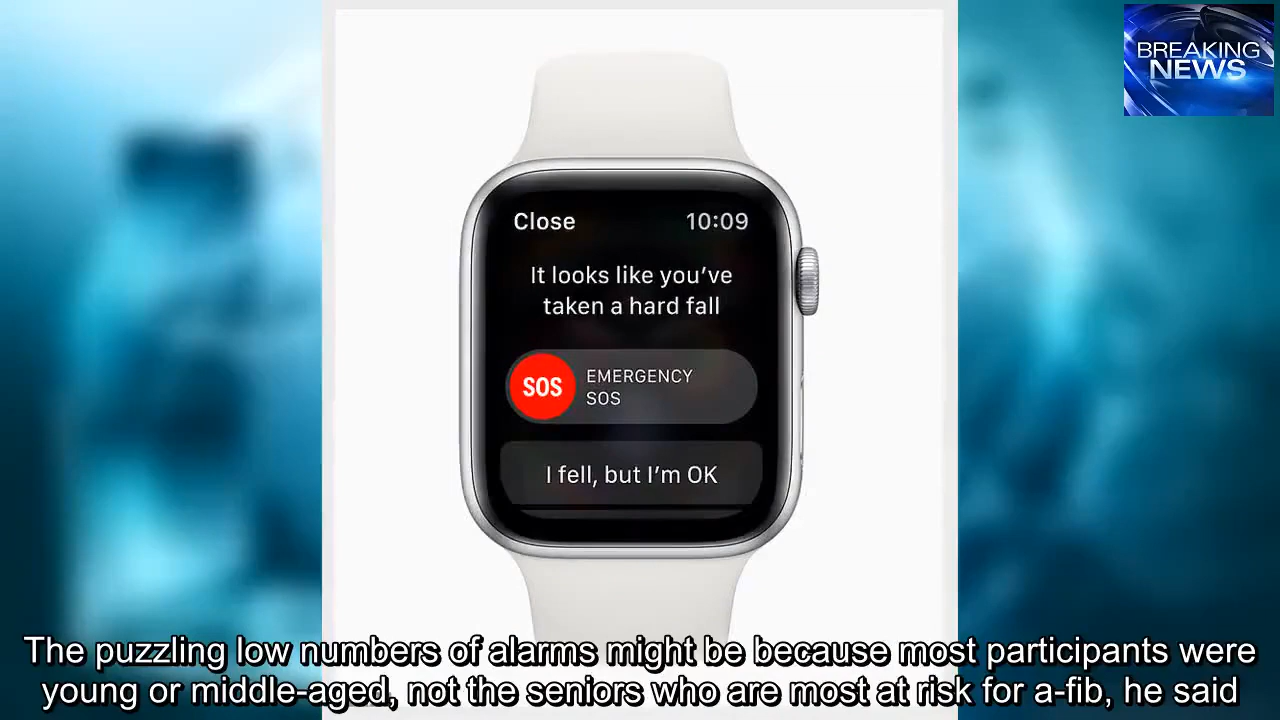 BREAKING
NEWS
Close 10:09
It looks like you've
taken a hard fall
SOS EMERGENCY
SOS
I fell, but I'm OK
The puzzling low numbers of alarms might be because most participants were
young or middle-aged, not the seniors who are most at risk for a-fib, he said